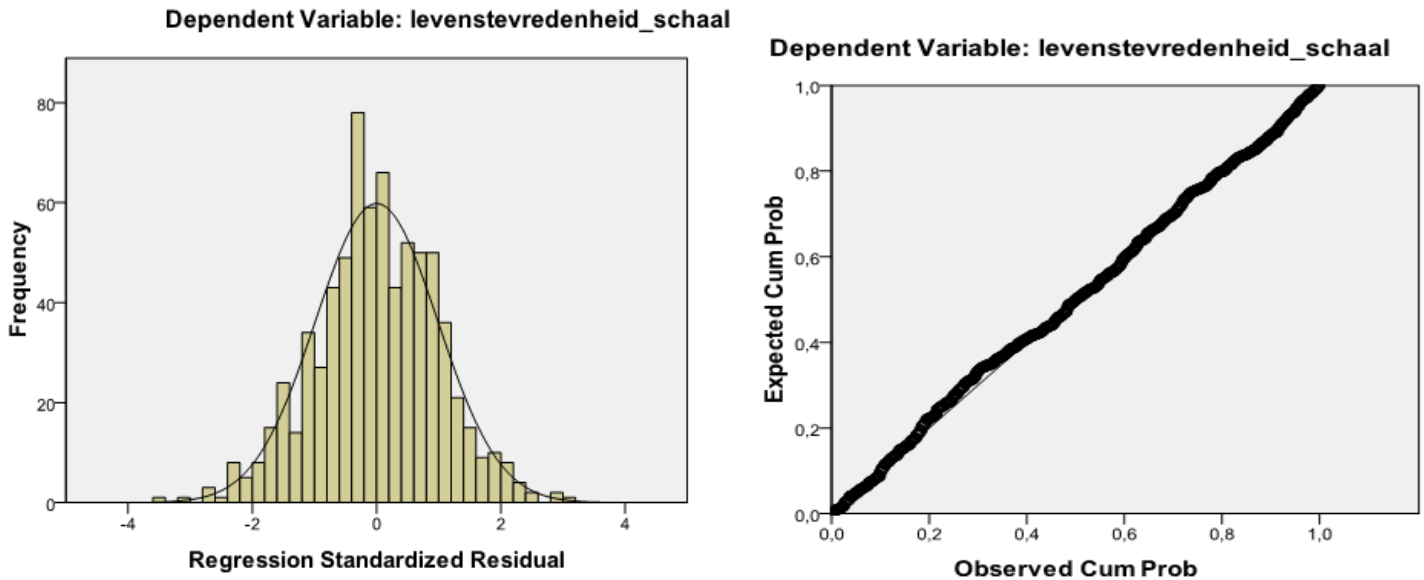 Dependent Variable: levenstevredenheid_schaal
80
60
40
20
0
Frequency
-4 -2 0 2 4
Regression Standardized Residual
Dependent Variable: levenstevredenheid_schaal
1,0
0,8
0,6
0,4
0,2
0,0
Expected Cum Prob
0,0 0,2 0,4 0,6 0,8 1,0
Observed Cum Prob